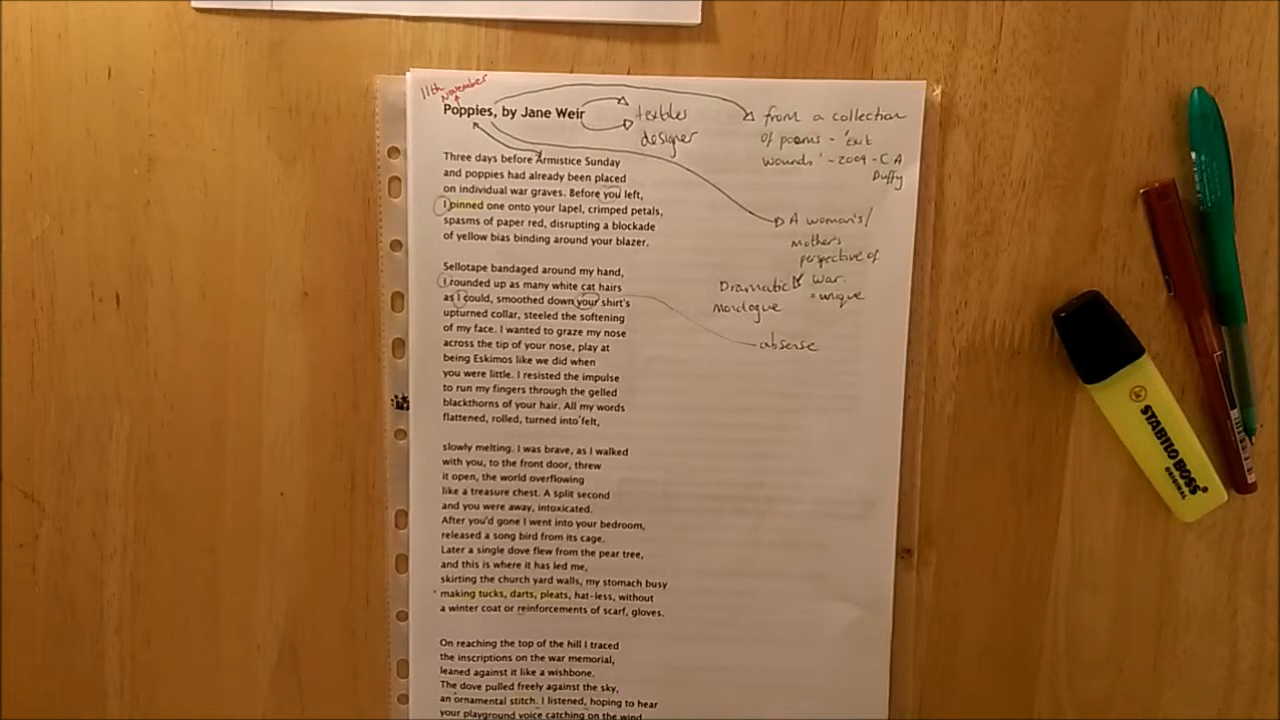 11th
November
Poppies, by Jane Weir
textiles
designer
from a collection
of poems - 'Exit
wounds' - 2009 - C.A
Duffy
Three days before Armistice Sunday
and poppies had already been placed
on individual war graves. Before you left,
I pinned one onto your lapel, crimped petals,
spasms of paper red, disrupting a blockade
of yellow bias binding around your blazer.
A woman's/
mother's
perspective of
war.
* unique
Dramatic
Monologue
absense
Sellotape bandaged around my hand,
I rounded up as many white cat hairs
as I could, smoothed down your shirt's
upturned collar, steeled the softening
of my face. I wanted to graze my nose
across the tip of your nose, play at
being Eskimos like we did when
you were little. I resisted the impulse
to run my fingers through the gelled
blackthorns of your hair. All my words
flattened, rolled, turned into felt,
slowly melting. I was brave, as I walked
with you, to the front door, threw
it open, the world overflowing
like a treasure chest. A split second
and you were away, intoxicated.
After you'd gone I went into your bedroom,
released a song bird from its cage.
Later a single dove flew from the pear tree,
and this is where it has led me,
skirting the church yard walls, my stomach busy
making tucks, darts, pleats, hat-less, without
a winter coat or reinforcements of scarf, gloves.
On reaching the top of the hill I traced
the inscriptions on the war memorial,
leaned against it like a wishbone.
The dove pulled freely against the sky,
an ornamental stitch. I listened, hoping to hear
your playground voice catching on the wind.
STABILO BOSS
ORIGINAL